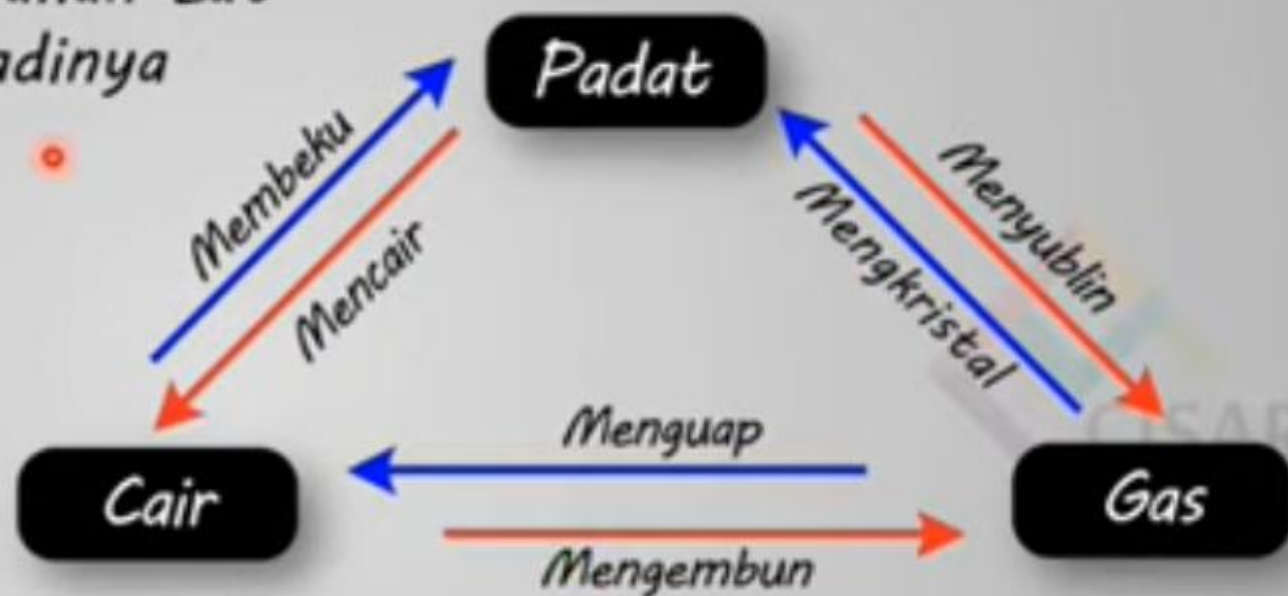 adinya
Padat
Membeku
Mencair
Menyublin
Mengkristal
Menguap
Cair
Gas
Mengembun